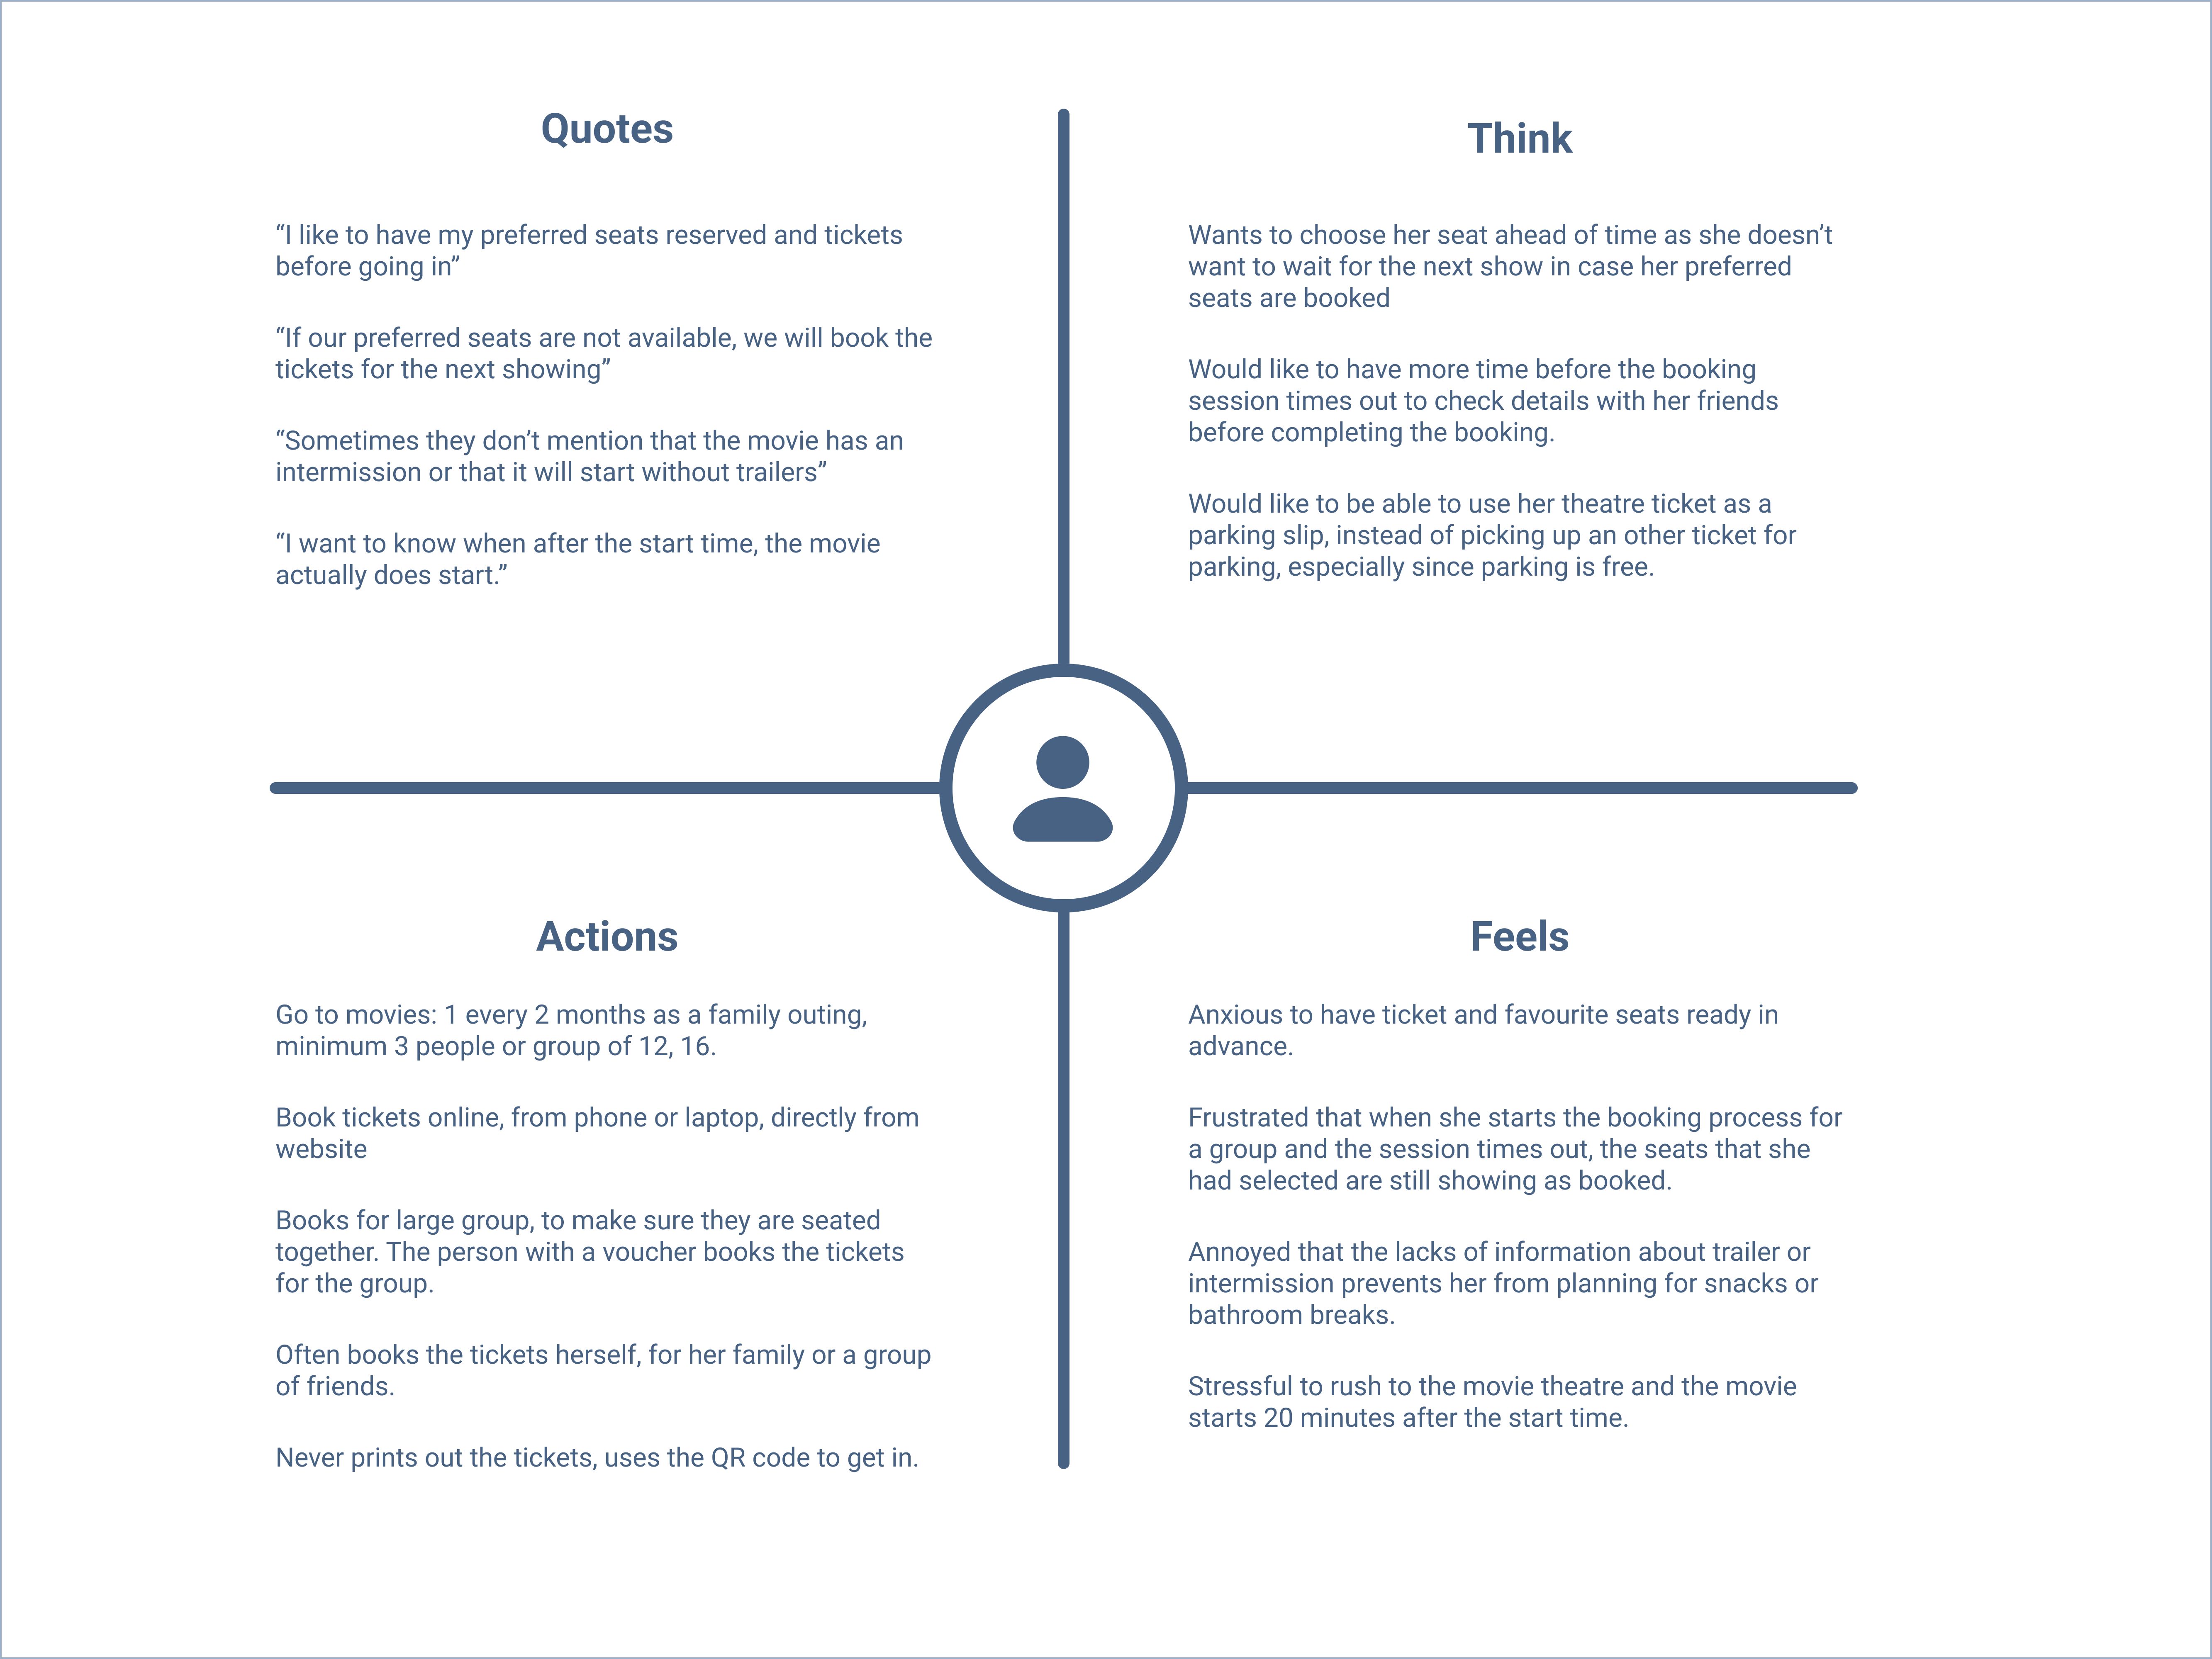 Quotes
“I like to have my preferred seats reserved and tickets
before going in”
“If our preferred seats are not available, we will book the
tickets for the next showing”
“Sometimes they don’t mention that the movie has an
intermission or that it will start without trailers”
“I want to know when after the start time, the movie
actually does start.”
Think
Wants to choose her seat ahead of time as she doesn’t
want to wait for the next show in case her preferred
seats are booked
Would like to have more time before the booking
session times out to check details with her friends
before completing the booking.
Would like to be able to use her theatre ticket as a
parking slip, instead of picking up an other ticket for
parking, especially since parking is free.
Actions
Go to movies: 1 every 2 months as a family outing,
minimum 3 people or group of 12, 16.
Book tickets online, from phone or laptop, directly from
website
Books for large group, to make sure they are seated
together. The person with a voucher books the tickets
for the group.
Often books the tickets herself, for her family or a group
of friends.
Never prints out the tickets, uses the QR code to get in.
Feels
Anxious to have ticket and favourite seats ready in
advance.
Frustrated that when she starts the booking process for
a group and the session times out, the seats that she
had selected are still showing as booked.
Annoyed that the lacks of information about trailer or
intermission prevents her from planning for snacks or
bathroom breaks.
Stressful to rush to the movie theatre and the movie
starts 20 minutes after the start time.